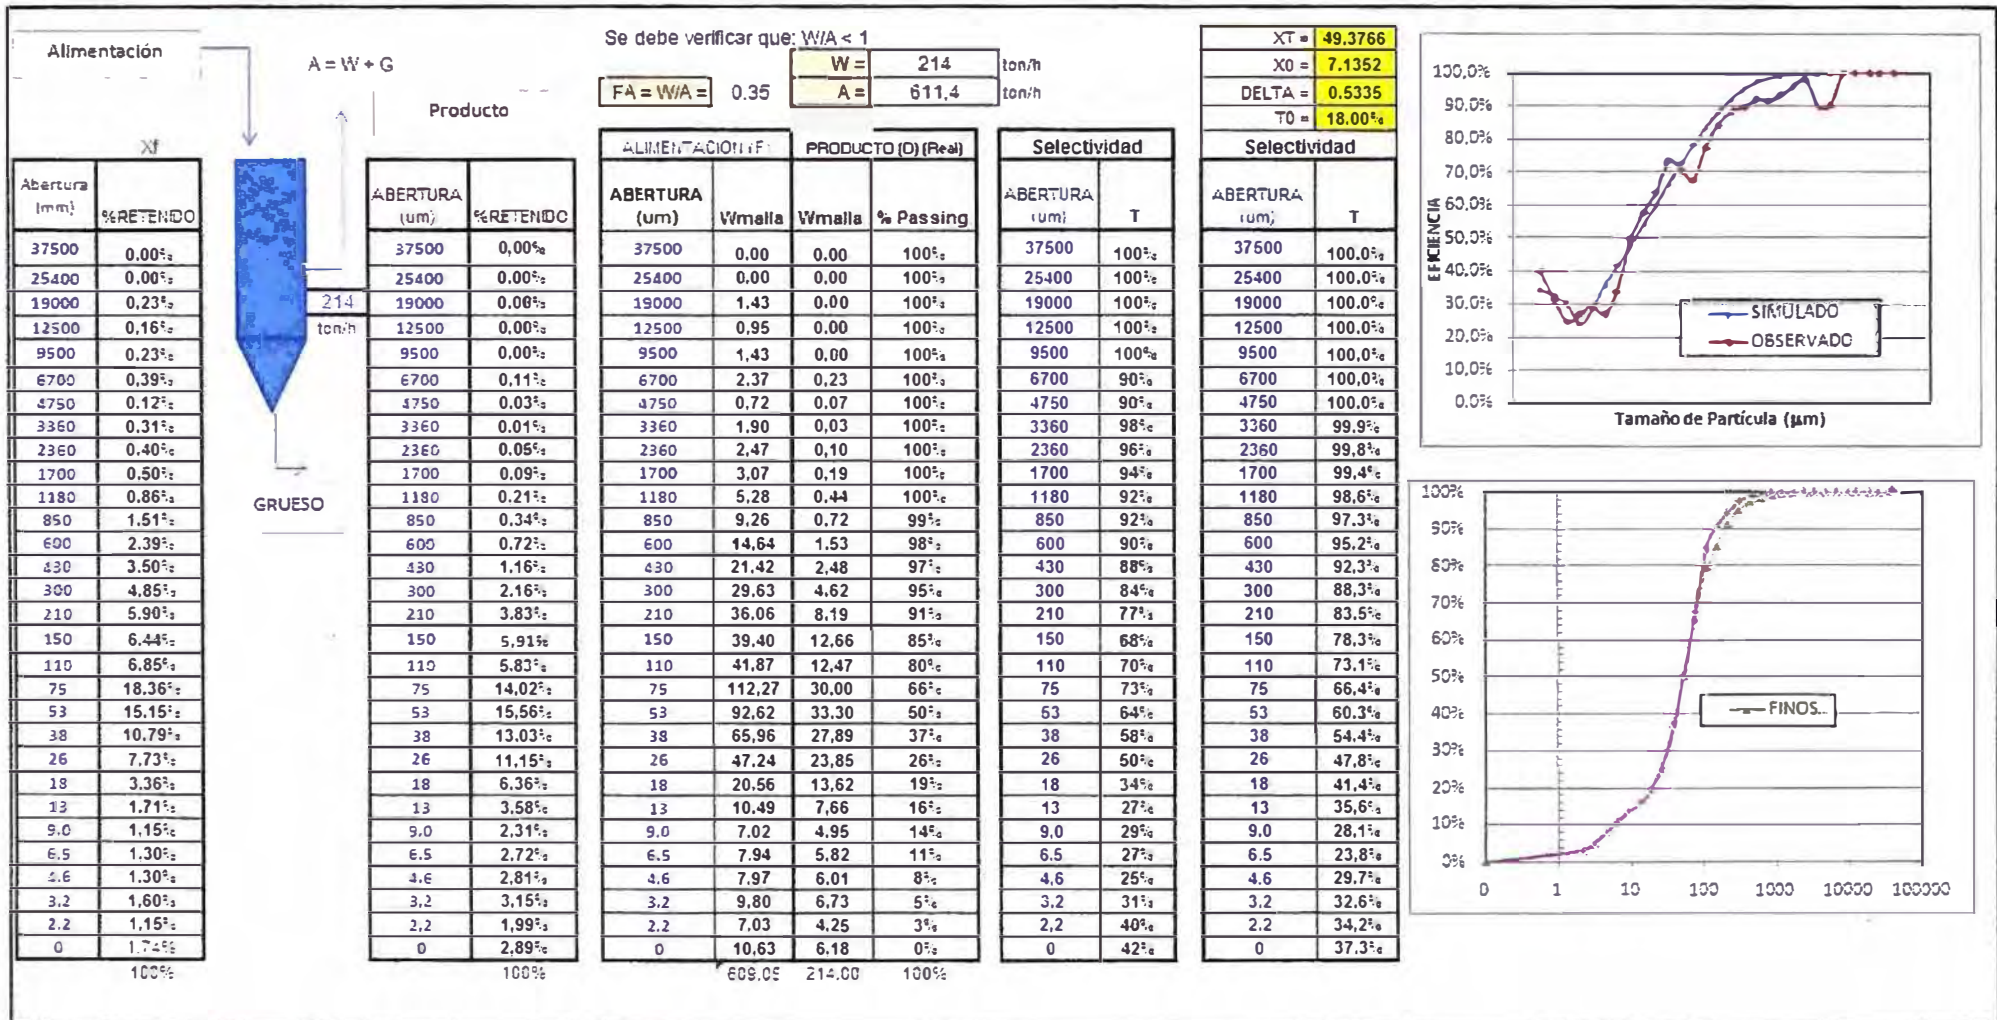 Alimentación
A = W + G
Producto
Se debe verificar que: W/A < 1
W = 214 ton/h
FA = W/A = 0.35 A = 611,4 ton/h
XT = 49,3766
X0 = 7.1352
DELTA = 0.5335
T0 = 18.00%
Xf
Abertura (mm) %RETENIDO
37500 0.00%
25400 0,00%
19000 0,23%
12500 0,16%
9500 0,23%
6700 0,39%
4750 0.12%
3360 0.31%
2360 0.40%
1700 0.50%
1180 0.86%
850 1.51%
600 2.39%
430 3.50%
300 4.85%
210 5.90%
150 6.44%
110 6.85%
75 18.36%
53 15.15%
38 10.79%
26 7.73%
18 3.36%
13 1.71%
9.0 1,15%
6.5 1.30%
4.6 1.30%
3.2 1,60%
2.2 1,15%
0 1.74%
100%
214
ton/h
GRUESO
ABERTURA (um) %RETENIDO
37500 0,00%
25400 0.00%
19000 0.00%
12500 0,00%
9500 0.00%
6700 0.11%
4750 0.03%
3360 0.01%
2360 0.05%
1700 0.09%
1180 0.21%
850 0.34%
600 0.72%
430 1.16%
300 2.16%
210 3.83%
150 5,91%
110 5.83%
75 14,02%
53 15,56%
38 13.03%
26 11,15%
18 6.36%
13 3.58%
9,0 2,31%
6.5 2,72%
4.6 2,81%
3,2 3,15%
2,2 1,99%
0 2.89%
100%
ALIMENTACION (F) PRODUCTO (D) (Real)
ABERTURA (um) Wmalla Wmalla % Passing
37500 0.00 0.00 100%
25400 0.00 0.00 100%
19000 1,43 0.00 100%
12500 0,95 0,00 100%
9500 1,43 0,00 100%
6700 2.37 0,23 100%
4750 0,72 0,07 100%
3360 1.90 0,03 100%
2360 2,47 0,10 100%
1700 3,07 0,19 100%
1180 5,28 0,44 100%
850 9,26 0,72 99%
600 14,64 1.53 98%
430 21,42 2,48 97%
300 29,63 4,62 95%
210 36.06 8,19 91%
150 39,40 12,66 85%
110 41,87 12,47 80%
75 112,27 30,00 66%
53 92,62 33.30 50%
38 65,96 27,89 37%
26 47,24 23,85 26%
18 20.56 13,62 19%
13 10.49 7,66 16%
9.0 7.02 4.95 14%
6,5 7.94 5,82 11%
4.6 7,97 6,01 8%
3.2 9,80 6,73 5%
2.2 7,03 4.25 3%
0 10,63 6.18 0%
609.05 214.00 100%
Selectividad
ABERTURA (um) T
37500 100%
25400 100%
19000 100%
12500 100%
9500 100%
6700 90%
4750 90%
3360 98%
2360 96%
1700 94%
1180 92%
850 92%
600 90%
430 88%
300 84%
210 77%
150 68%
110 70%
75 73%
53 64%
38 58%
26 50%
18 34%
13 27%
9,0 29%
6.5 27%
4,6 25%
3.2 31%
2,2 40%
0 42%
Selectividad
ABERTURA (um) T
37500 100.0%
25400 100,0%
19000 100.0%
12500 100.0%
9500 100,0%
6700 100,0%
4750 100.0%
3360 99.9%
2360 99,8%
1700 99,4%
1180 98,6%
850 97.3%
600 95.2%
430 92,3%
300 88,3%
210 83.5%
150 78,3%
110 73,1%
75 66,4%
53 60.3%
38 54.4%
26 47,8%
18 41,4%
13 35,6%
9.0 28,1%
6.5 23,8%
4.6 29.7%
3.2 32,6%
2.2 34,2%
0 37.3%
EFICIENCIA
100,0%
90.0%
80.0%
70.0%
60,0%
50.0%
40.0%
30.0%
20.0%
10,0%
0.0%
SIMULADO
OBSERVADO
Tamaño de Partícula (µm)
100%
90%
80%
70%
60%
50%
40%
30%
20%
10%
0%
FINOS
0 1 10 100 1000 10000 100000